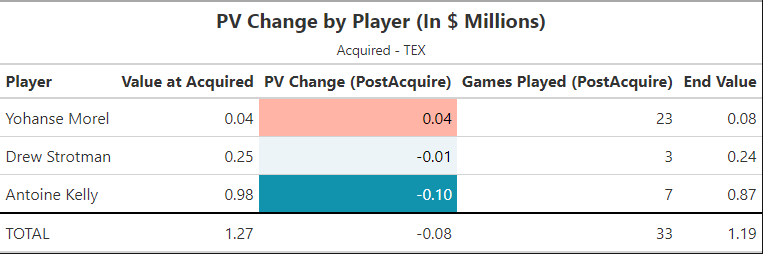 PV Change by Player (In $ Millions)
Acquired - TEX
Player Value at Acquired PV Change (PostAcquire) Games Played (PostAcquire) End Value
Yohanse Morel 0.04 0.04 23 0.08
Drew Strotman 0.25 -0.01 3 0.24
Antoine Kelly 0.98 -0.10 7 0.87
TOTAL 1.27 -0.08 33 1.19